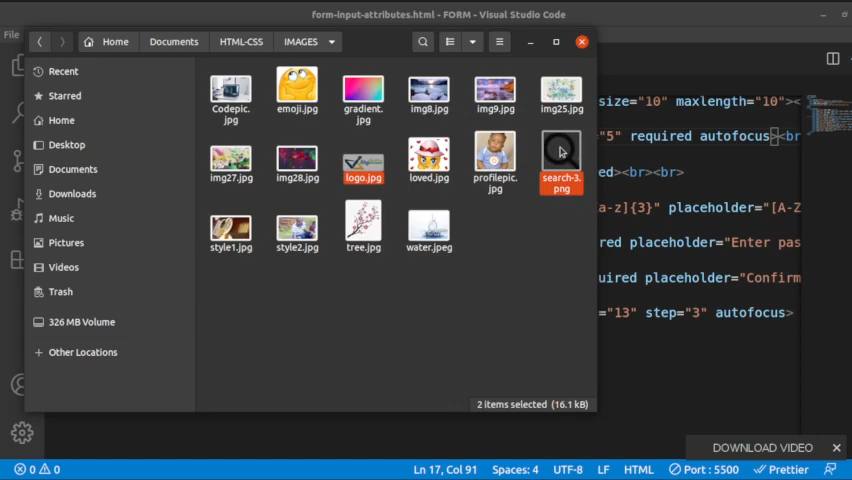 form-input-attributes.html - FORM - Visual Studio Code
File
Home Documents HTML-CSS IMAGES
Recent
Starred
Home
Desktop
Documents
Downloads
Music
Pictures
Videos
Trash
326 MB Volume
Other Locations
Codepic.
jpg
emoji.jpg
gradient.
jpg
img8.jpg
img9.jpg
img25.jpg
img27.jpg
img28.jpg
logo.jpg
loved.jpg
profilepic.
jpg
search-3.
png
style1.jpg
style2.jpg
tree.jpg
water.jpeg
2 items selected (16.1 kB)
size="10" maxlength="10"><
="5" required autofocus><br
ed><br><br>
[a-z]{3}" placeholder="[A-Z
red placeholder="Enter pas
uired placeholder="Confirm
="13" step="3" autofocus>
DOWNLOAD VIDEO
0 0 Ln 17, Col 91 Spaces: 4 UTF-8 LF HTML Port : 5500 Prettier